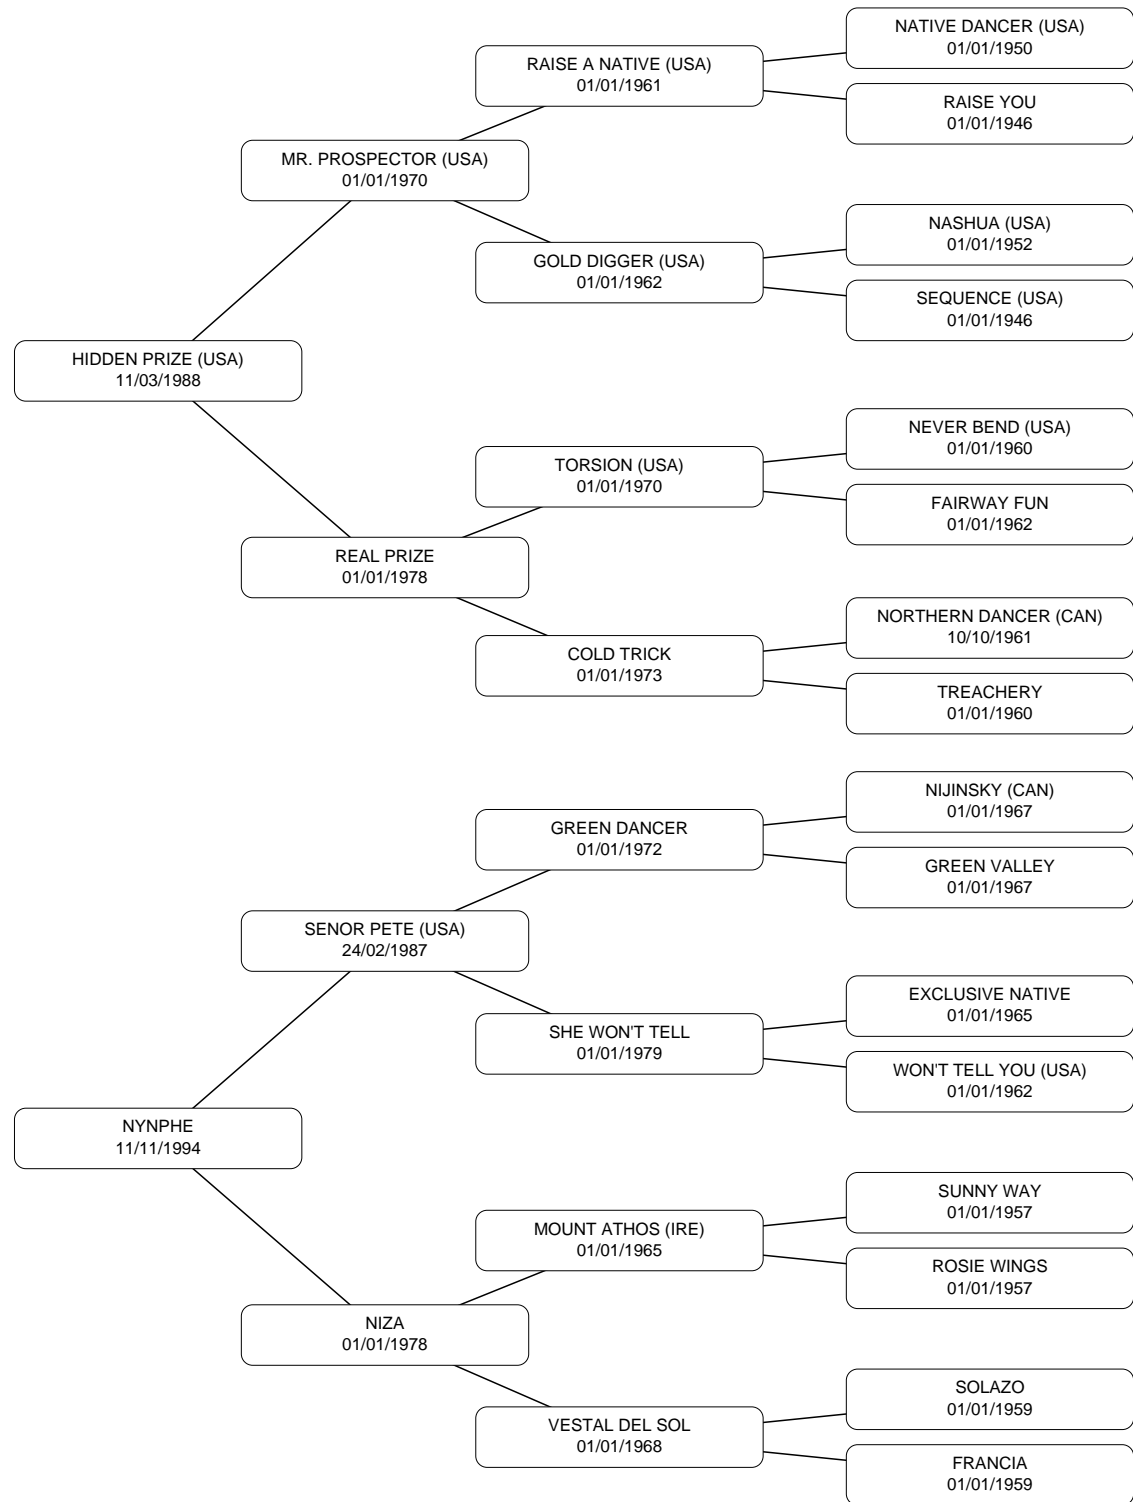 NATIVE DANCER (USA)
01/01/1950
RAISE A NATIVE (USA)
01/01/1961
RAISE YOU
01/01/1946
MR. PROSPECTOR (USA)
01/01/1970
NASHUA (USA)
01/01/1952
GOLD DIGGER (USA)
01/01/1962
SEQUENCE (USA)
01/01/1946
HIDDEN PRIZE (USA)
11/03/1988
NEVER BEND (USA)
01/01/1960
TORSION (USA)
01/01/1970
FAIRWAY FUN
01/01/1962
REAL PRIZE
01/01/1978
NORTHERN DANCER (CAN)
10/10/1961
COLD TRICK
01/01/1973
TREACHERY
01/01/1960
NIJINSKY (CAN)
01/01/1967
GREEN DANCER
01/01/1972
GREEN VALLEY
01/01/1967
SENOR PETE (USA)
24/02/1987
EXCLUSIVE NATIVE
01/01/1965
SHE WON'T TELL
01/01/1979
WON'T TELL YOU (USA)
01/01/1962
NYNPHE
11/11/1994
SUNNY WAY
01/01/1957
MOUNT ATHOS (IRE)
01/01/1965
ROSIE WINGS
01/01/1957
NIZA
01/01/1978
SOLAZO
01/01/1959
VESTAL DEL SOL
01/01/1968
FRANCIA
01/01/1959